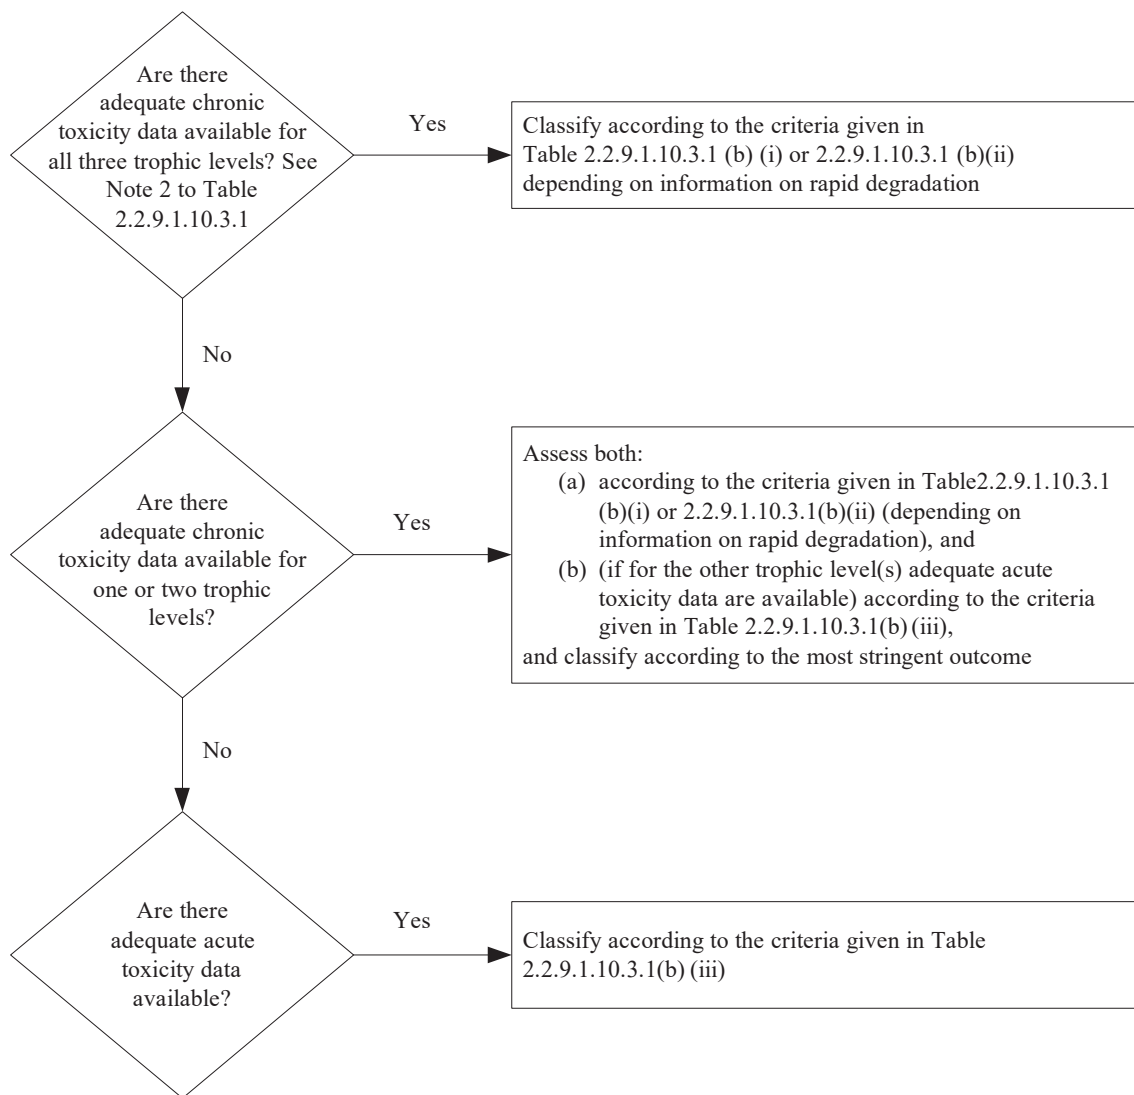 Are there
adequate chronic
toxicity data available for
all three trophic levels? See
Note 2 to Table
2.2.9.1.10.3.1
Yes
Classify according to the criteria given in
Table 2.2.9.1.10.3.1 (b) (i) or 2.2.9.1.10.3.1 (b)(ii)
depending on information on rapid degradation
No
Are there
adequate chronic
toxicity data available for
one or two trophic
levels?
Yes
Assess both:
(a) according to the criteria given in Table2.2.9.1.10.3.1
(b)(i) or 2.2.9.1.10.3.1(b)(ii) (depending on
information on rapid degradation), and
(b) (if for the other trophic level(s) adequate acute
toxicity data are available) according to the criteria
given in Table 2.2.9.1.10.3.1(b) (iii),
and classify according to the most stringent outcome
No
Are there
adequate acute
toxicity data
available?
Yes
Classify according to the criteria given in Table
2.2.9.1.10.3.1(b) (iii)